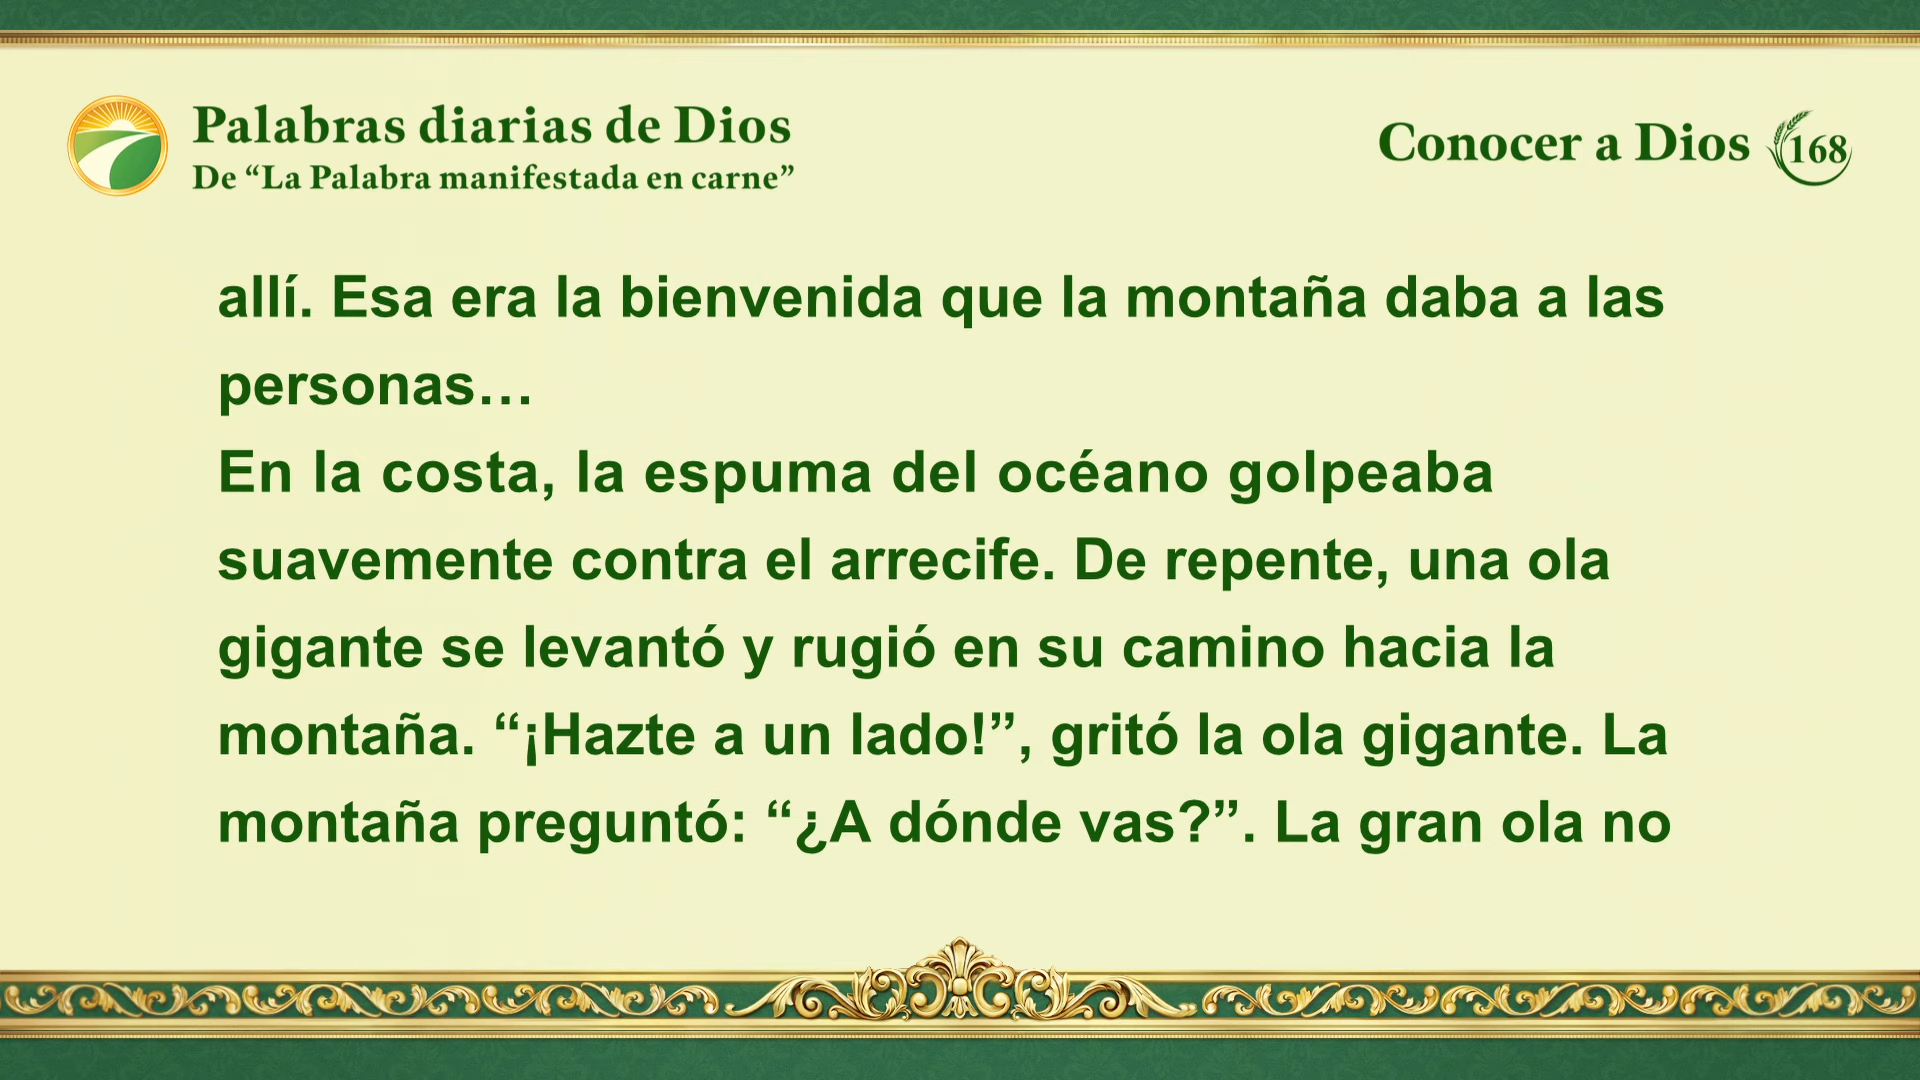 Palabras diarias de Dios
De “La Palabra manifestada en carne”
Conocer a Dios 168
allí. Esa era la bienvenida que la montaña daba a las
personas…
En la costa, la espuma del océano golpeaba
suavemente contra el arrecife. De repente, una ola
gigante se levantó y rugió en su camino hacia la
montaña. “¡Hazte a un lado!”, gritó la ola gigante. La
montaña preguntó: “¿A dónde vas?”. La gran ola no